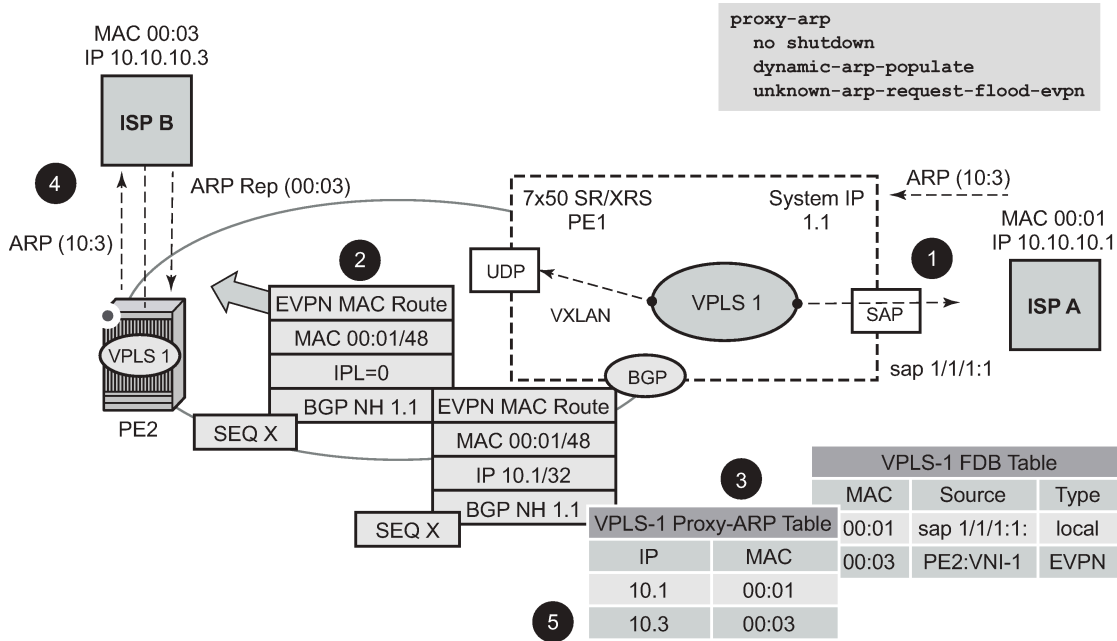 proxy-arp
no shutdown
dynamic-arp-populate
unknown-arp-request-flood-evpn
MAC 00:03
IP 10.10.10.3
ISP B
4
ARP Rep (00:03)
ARP (10:3)
7x50 SR/XRS
PE1
System IP
1.1
ARP (10:3)
MAC 00:01
IP 10.10.10.1
1
2
UDP
VXLAN
VPLS 1
SAP
ISP A
sap 1/1/1:1
BGP
EVPN MAC Route
MAC 00:01/48
IPL=0
BGP NH 1.1
SEQ X
VPLS 1
PE2
EVPN MAC Route
MAC 00:01/48
IP 10.1/32
BGP NH 1.1
SEQ X
3
VPLS-1 FDB Table
MAC Source Type
00:01 sap 1/1/1:1: local
00:03 PE2:VNI-1 EVPN
VPLS-1 Proxy-ARP Table
IP MAC
10.1 00:01
10.3 00:03
5